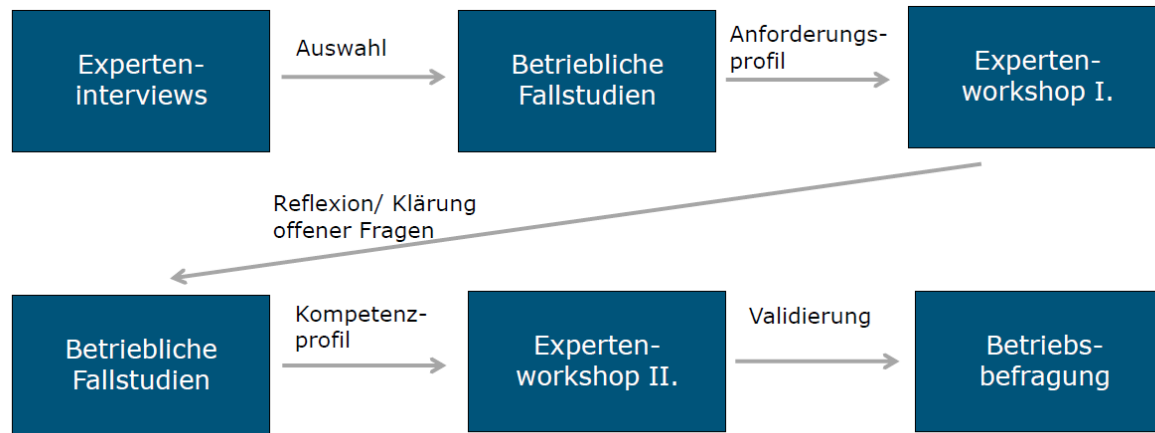 Experten-
interviews
Auswahl
Betriebliche
Fallstudien
Anforderungs-
profil
Experten-
workshop I.
Reflexion/ Klärung
offener Fragen
Betriebliche
Fallstudien
Kompetenz-
profil
Experten-
workshop II.
Validierung
Betriebs-
befragung